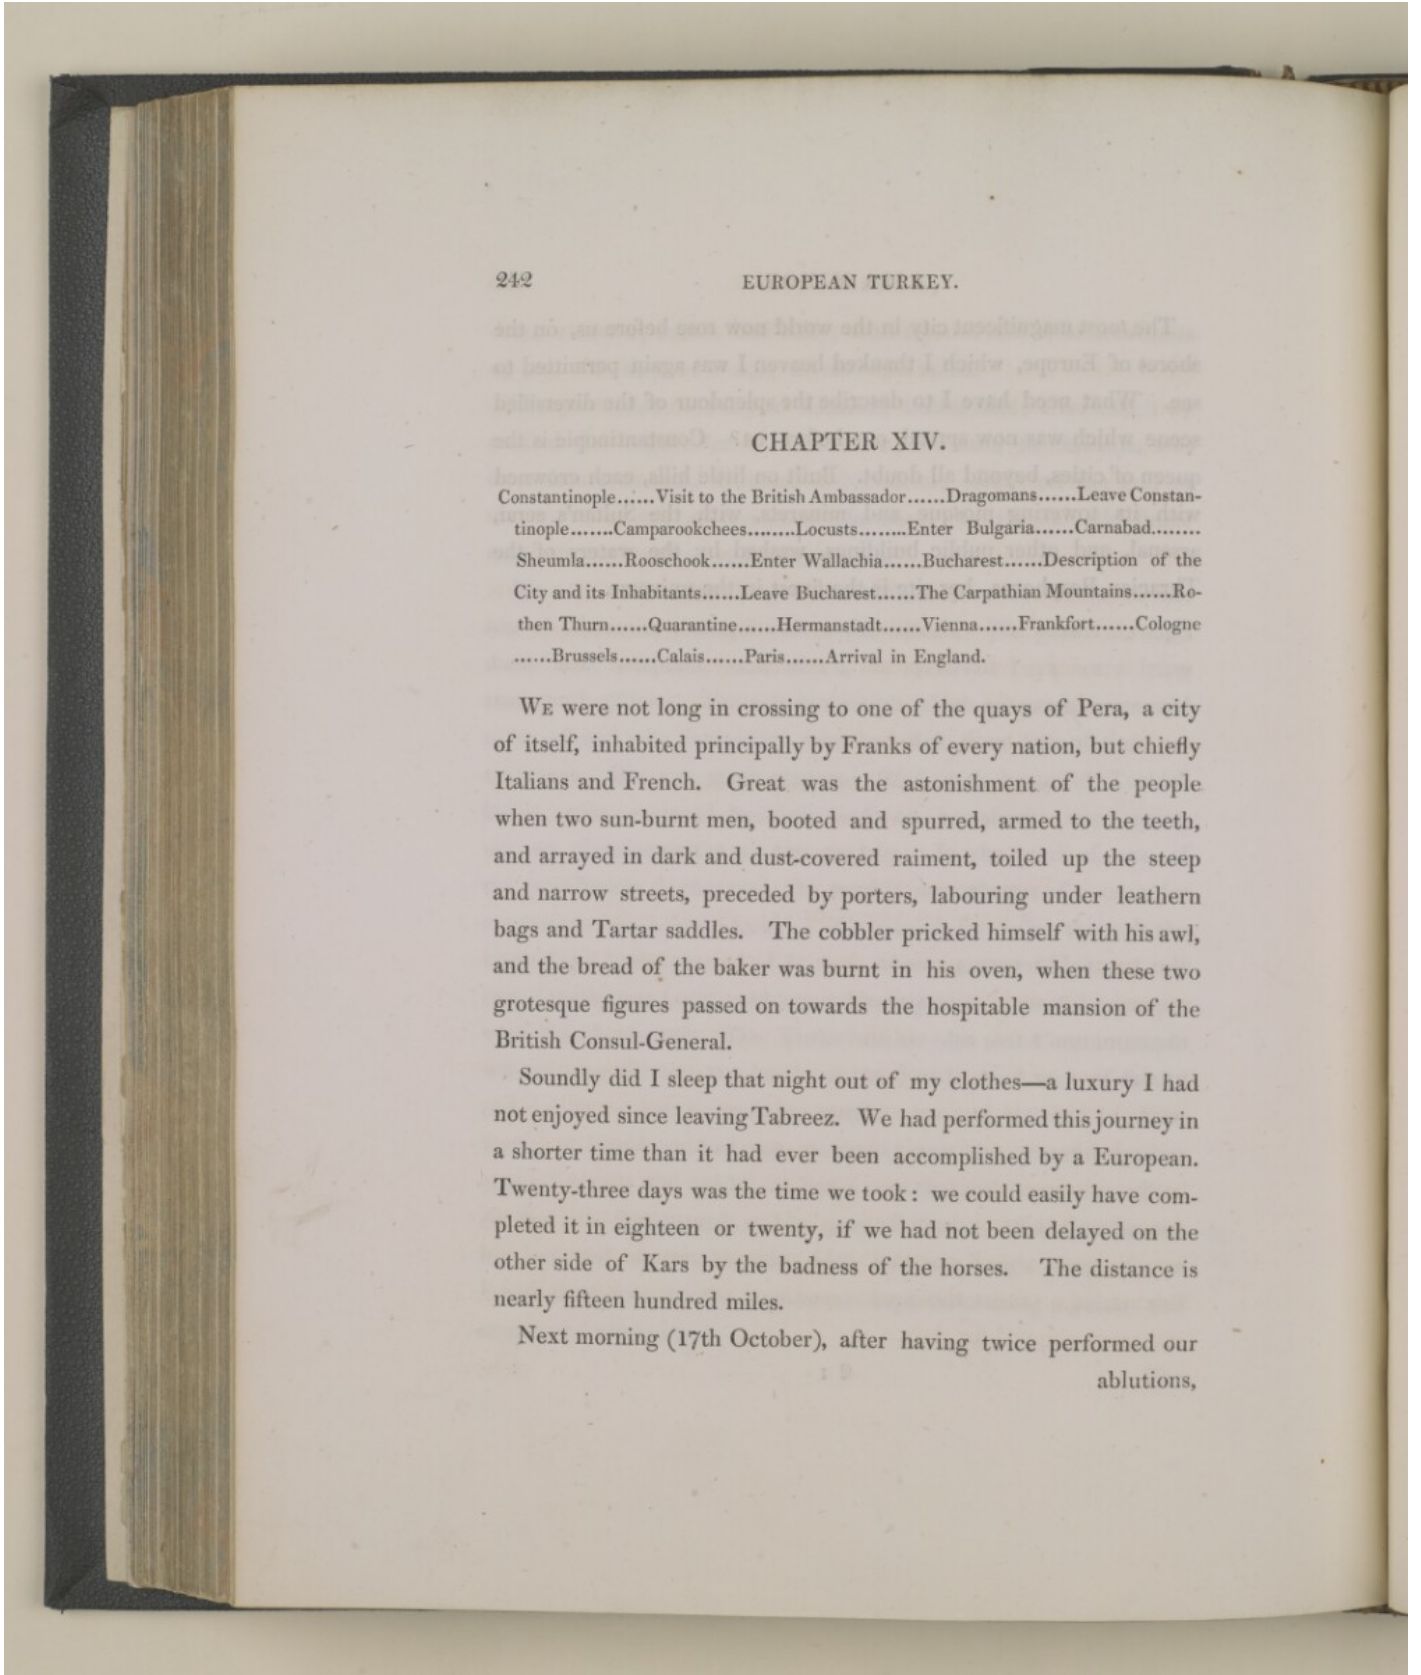 242
EUROPEAN TURKEY.
CHAPTER XIV.
Constantinople......Visit to the British Ambassador......Dragomans......Leave Constan-
tinople.......Camparookchees........Locusts........Enter Bulgaria......Carnabad........
Sheumla......Rooschook......Enter Wallachia......Bucharest......Description of the
City and its Inhabitants......Leave Bucharest......The Carpathian Mountains......Ro-
then Thurn......Quarantine......Hermanstadt......Vienna......Frankfort......Cologne
......Brussels......Calais......Paris......Arrival in England.
WE were not long in crossing to one of the quays of Pera, a city
of itself, inhabited principally by Franks of every nation, but chiefly
Italians and French. Great was the astonishment of the people
when two sun-burnt men, booted and spurred, armed to the teeth,
and arrayed in dark and dust-covered raiment, toiled up the steep
and narrow streets, preceded by porters, labouring under leathern
bags and Tartar saddles. The cobbler pricked himself with his awl,
and the bread of the baker was burnt in his oven, when these two
grotesque figures passed on towards the hospitable mansion of the
British Consul-General.
Soundly did I sleep that night out of my clothes—a luxury I had
not enjoyed since leaving Tabreez. We had performed this journey in
a shorter time than it had ever been accomplished by a European.
Twenty-three days was the time we took: we could easily have com-
pleted it in eighteen or twenty, if we had not been delayed on the
other side of Kars by the badness of the horses. The distance is
nearly fifteen hundred miles.
Next morning (17th October), after having twice performed our
ablutions,